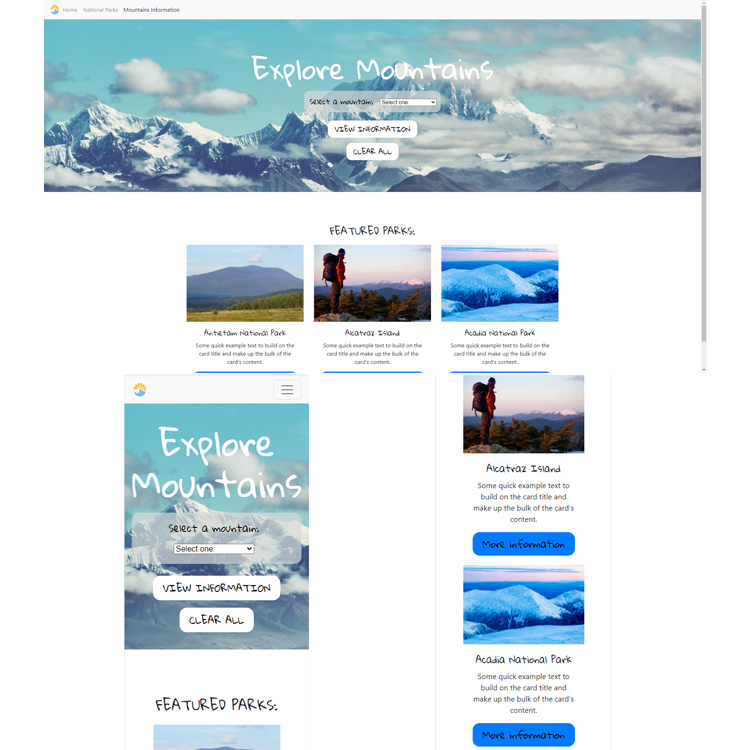 Home National Parks Mountains Information
Explore Mountains
Select a mountain: Select one
VIEW INFORMATION
CLEAR ALL
FEATURED PARKS:
Antietam National Park
Some quick example text to build on the
card title and make up the bulk of the
card's content.
Alcatraz Island
Some quick example text to build on the
card title and make up the bulk of the
card's content.
Acadia National Park
Some quick example text to build on the
card title and make up the bulk of the
card's content.
Explore
Mountains
Select a mountain:
Select one:
VIEW INFORMATION
CLEAR ALL
FEATURED PARKS:
Alcatraz Island
Some quick example text to
build on the card title and
make up the bulk of the card's
content.
More information
Acadia National Park
Some quick example text to
build on the card title and
make up the bulk of the card's
content.
More information